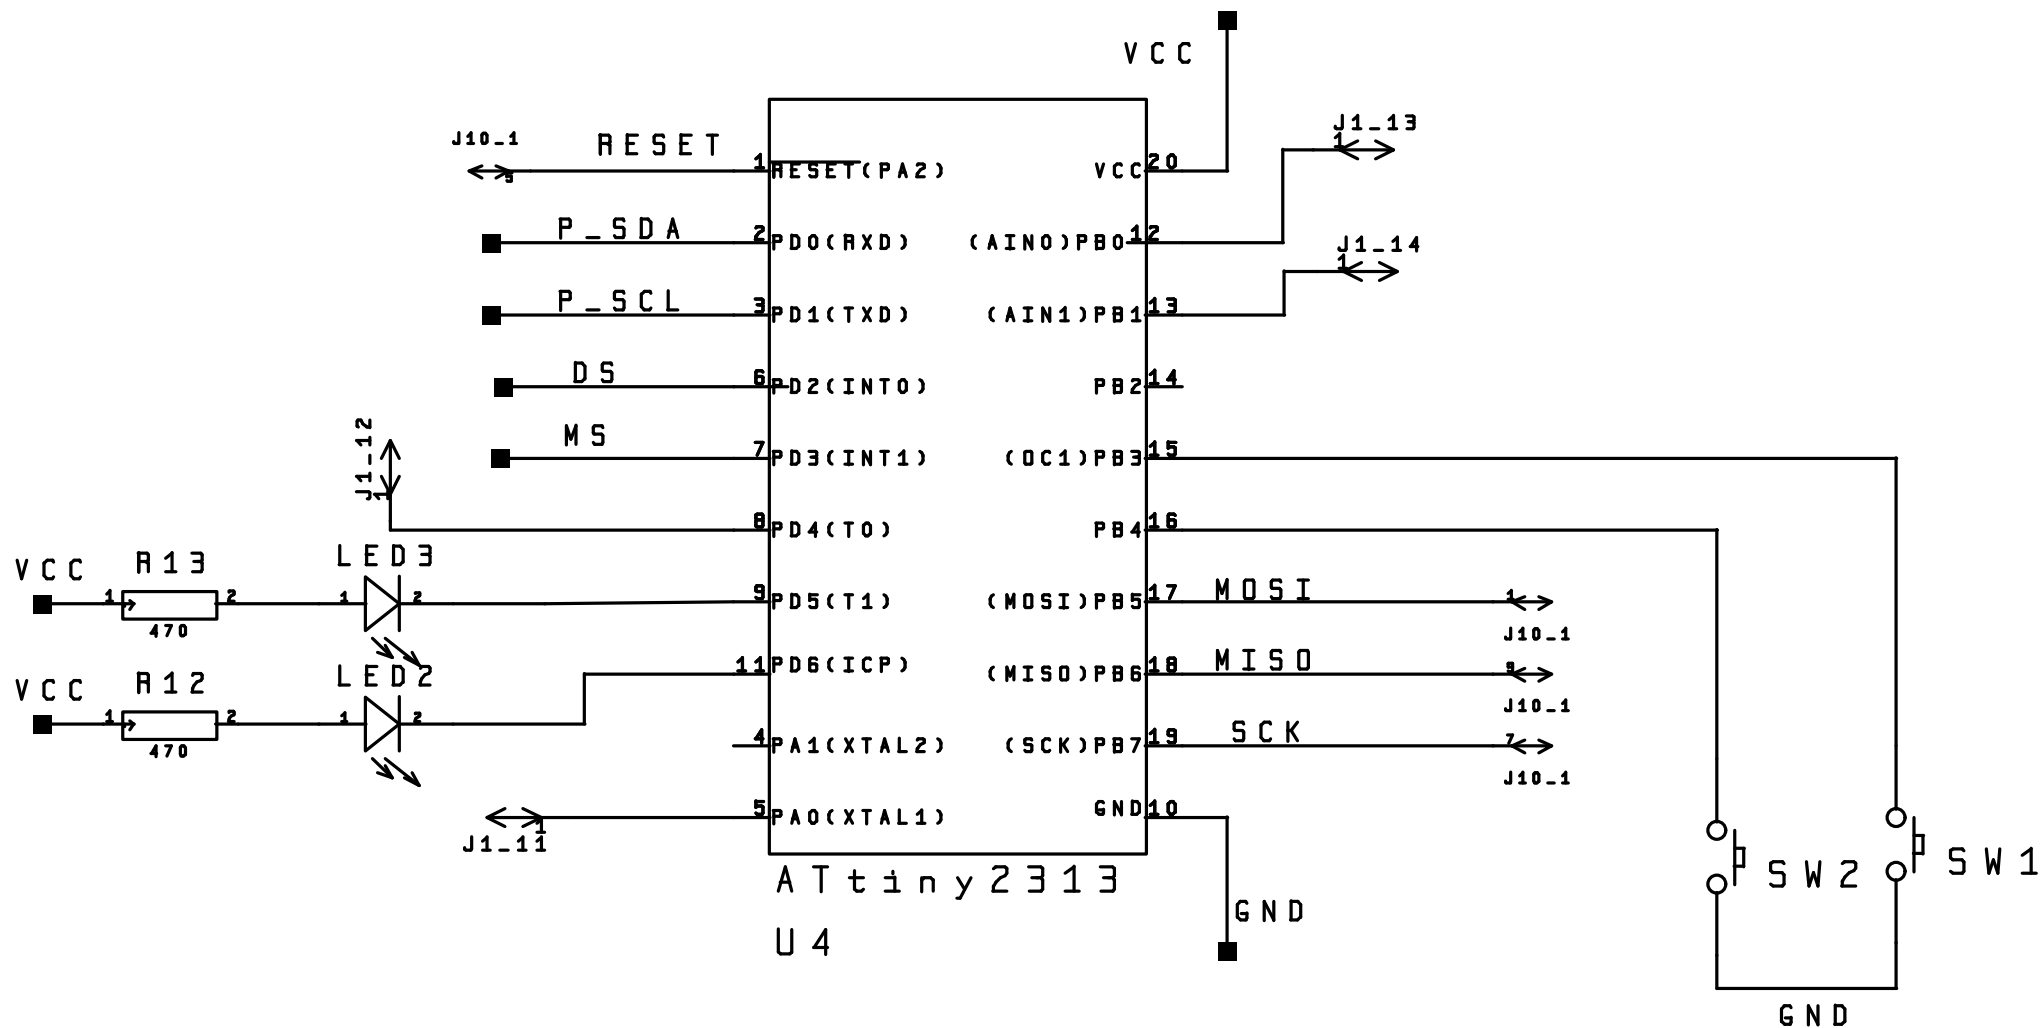 VCC
J1_13
1
J10_1 RESET 1 RESET(PA2) VCC 20
5
P_SDA 2 PD0(RXD) (AIN0)PB0 12
J1_14
1
P_SCL 3 PD1(TXD) (AIN1)PB1 13
DS 6 PD2(INT0) PB2 14
MS 7 PD3(INT1) (OC1)PB3 15
J1_12
1
8 PD4(T0) PB4 16
VCC R13 LED3
1 2 1 2 9 PD5(T1) (MOSI)PB5 17 MOSI 1
470 J10_1
VCC R12 LED2 11 PD6(ICP) (MISO)PB6 18 MISO 9
1 2 1 2 J10_1
470
4 PA1(XTAL2) (SCK)PB7 19 SCK 7
J10_1
5 PA0(XTAL1) GND 10
1
J1_11
ATtiny2313
U4
GND
SW2
SW1
GND